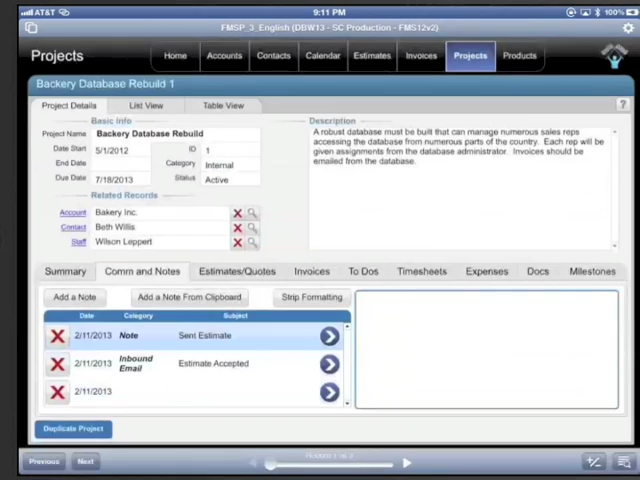 AT&T 9:11 PM 100%
FMSP_3_English (DBW13 - SC Production - FMS12v2)
Projects Home Accounts Contacts Calendar Estimates Invoices Projects Products
Backery Database Rebuild 1
Project Details List View Table View ?
Basic Info Description
Project Name Backery Database Rebuild
Date Start 5/1/2012 ID 1
End Date Category Internal
Due Date 7/18/2013 Status Active
A robust database must be built that can manage numerous sales reps
accessing the database from numerous parts of the country. Each rep will be
given assignments from the database administrator. Invoices should be
emailed from the database.
Related Records
Account Bakery Inc.
Contact Beth Willis
Staff Wilson Leppert
Summary Comm and Notes Estimates/Quotes Invoices To Dos Timesheets Expenses Docs Milestones
Add a Note Add a Note From Clipboard Strip Formatting
Date Category Subject
2/11/2013 Note Sent Estimate
2/11/2013 Inbound Email Estimate Accepted
2/11/2013
Duplicate Project
Previous Next